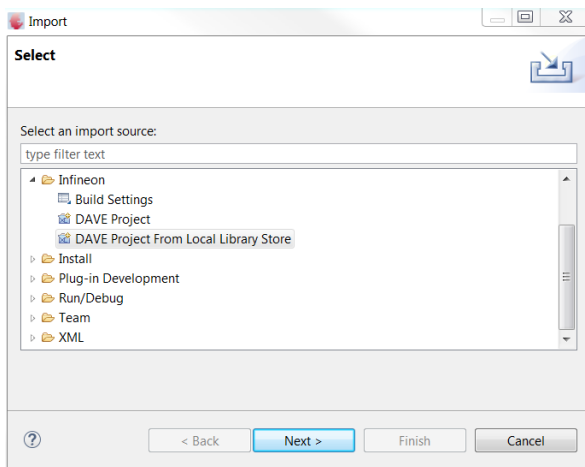 Import
Select
Select an import source:
type filter text
Infineon
Build Settings
DAVE Project
DAVE Project From Local Library Store
Install
Plug-in Development
Run/Debug
Team
XML
?
< Back
Next >
Finish
Cancel